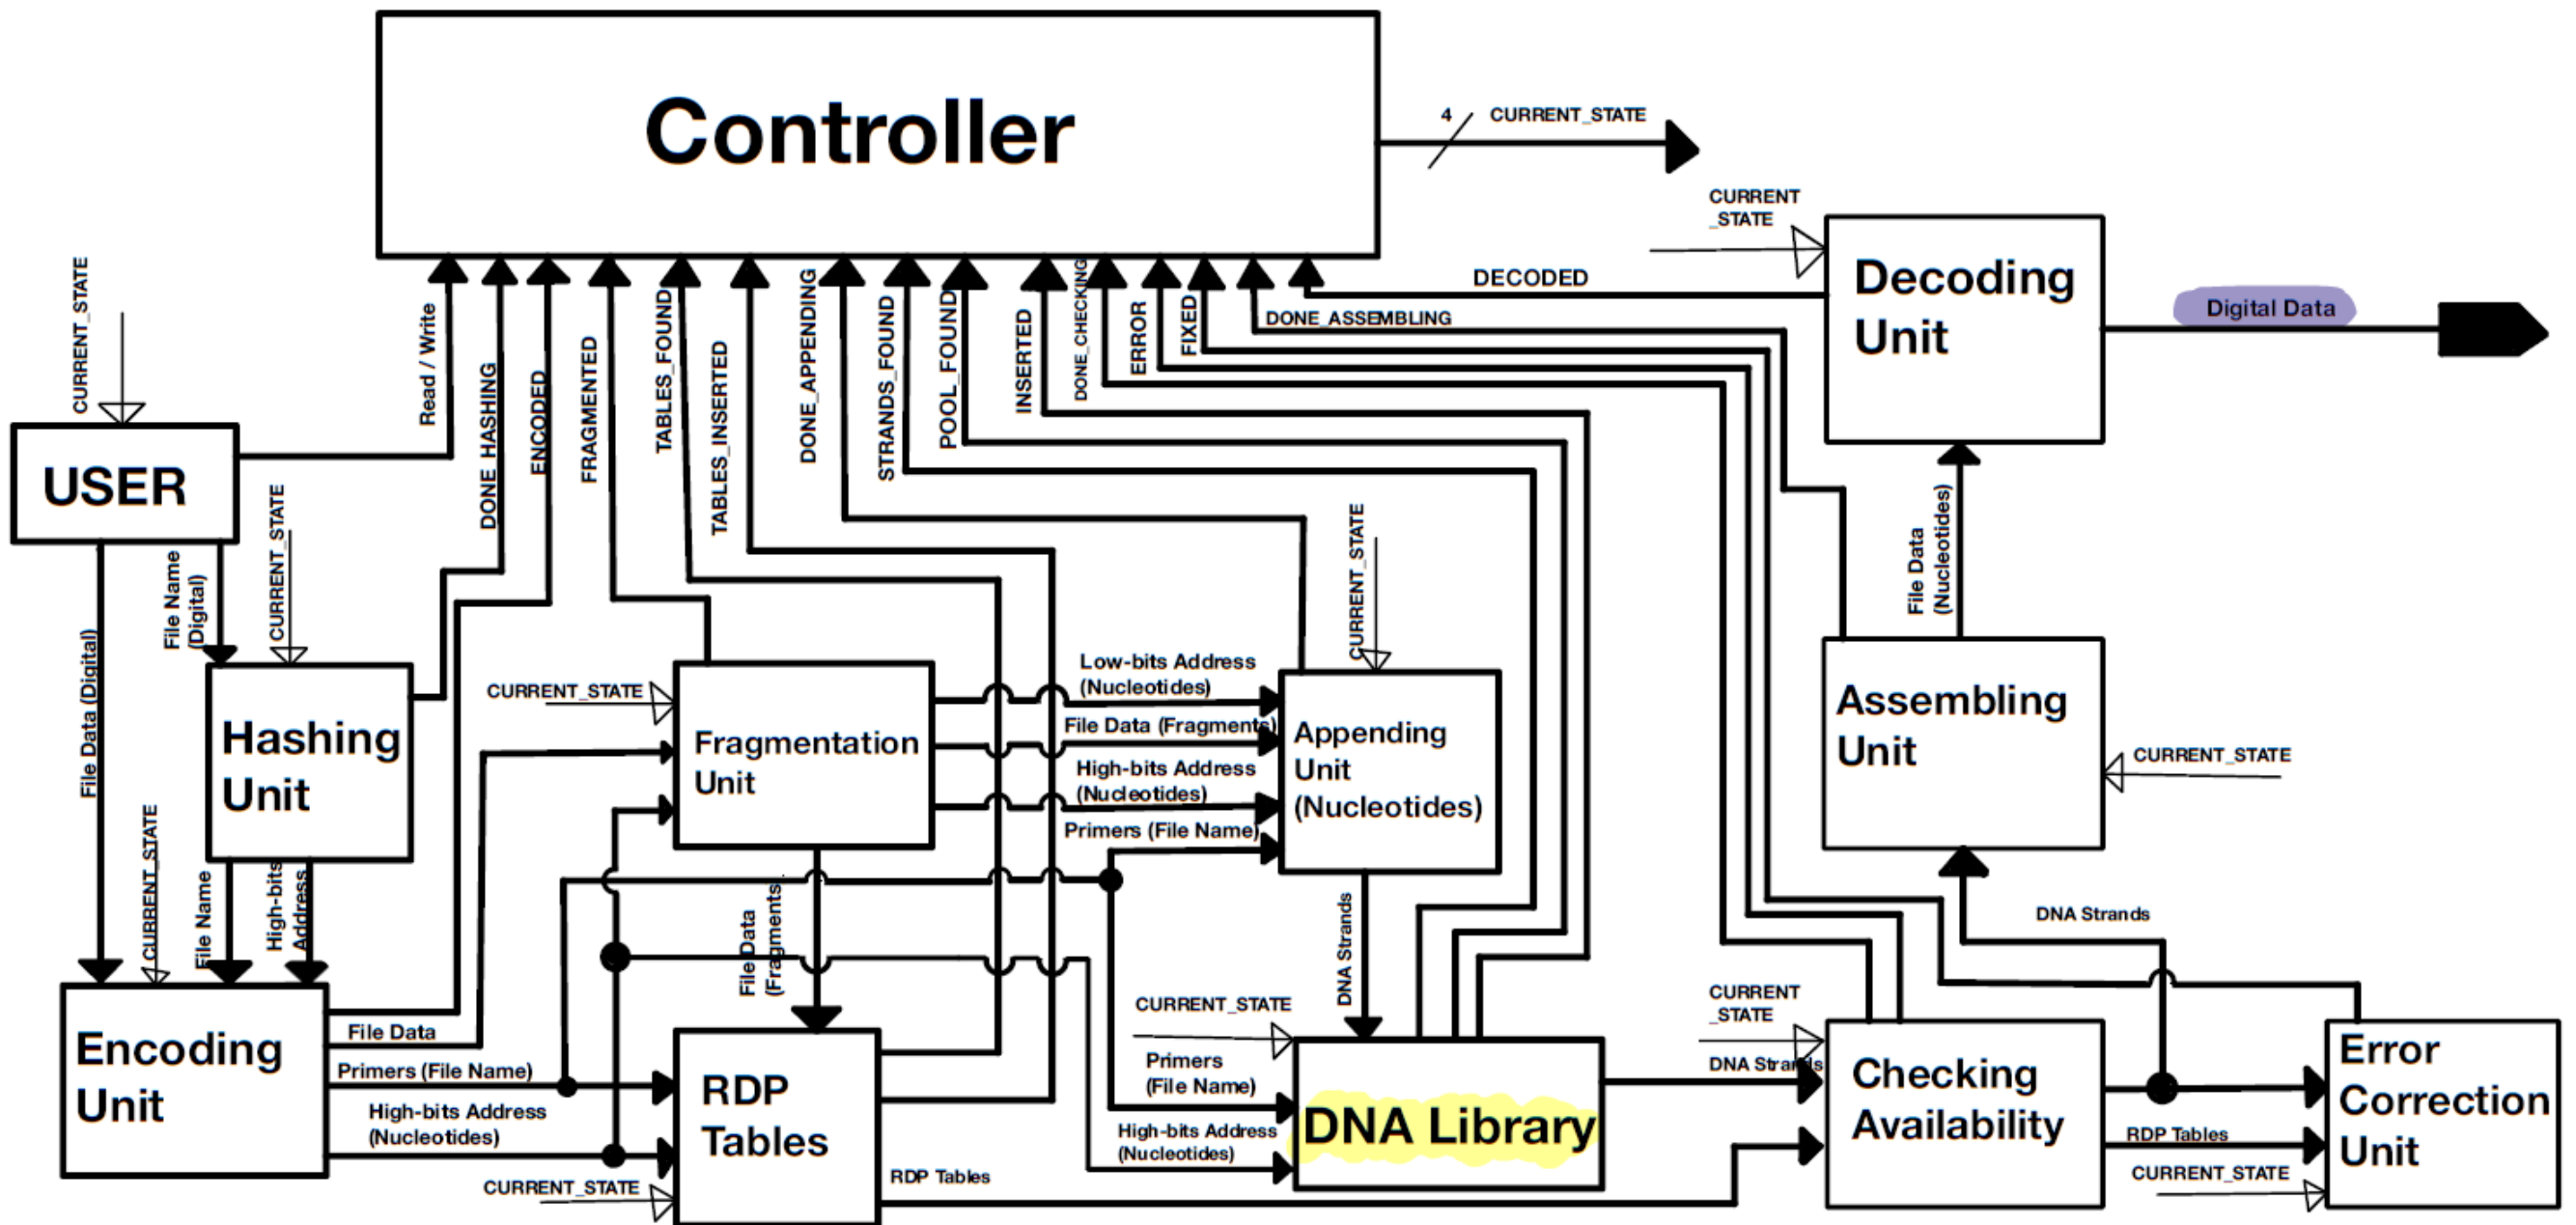 Controller
4
CURRENT_STATE
CURRENT
_STATE
Decoding
Unit
Digital Data
DECODED
DONE_ASSEMBLING
CURRENT_STATE
Read / Write
DONE_HASHING
ENCODED
FRAGMENTED
TABLES_FOUND
TABLES_INSERTED
DONE_APPENDING
STRANDS_FOUND
POOL_FOUND
INSERTED
DONE_CHECKING
ERROR
FIXED
USER
File Name
(Digital)
CURRENT_STATE
File Data (Digital)
Hashing
Unit
CURRENT_STATE
File Name
High-bits
Address
Encoding
Unit
File Data
Primers (File Name)
High-bits Address
(Nucleotides)
CURRENT_STATE
Fragmentation
Unit
File Data
(Fragments)
CURRENT_STATE
RDP
Tables
RDP Tables
Low-bits Address
(Nucleotides)
File Data (Fragments)
High-bits Address
(Nucleotides)
Primers (File Name)
CURRENT_STATE
Appending
Unit
(Nucleotides)
DNA Strands
CURRENT_STATE
Primers
(File Name)
High-bits Address
(Nucleotides)
DNA Library
CURRENT
_STATE
DNA Strands
Checking
Availability
File Data
(Nucleotides)
Assembling
Unit
CURRENT_STATE
DNA Strands
RDP Tables
CURRENT_STATE
Error
Correction
Unit